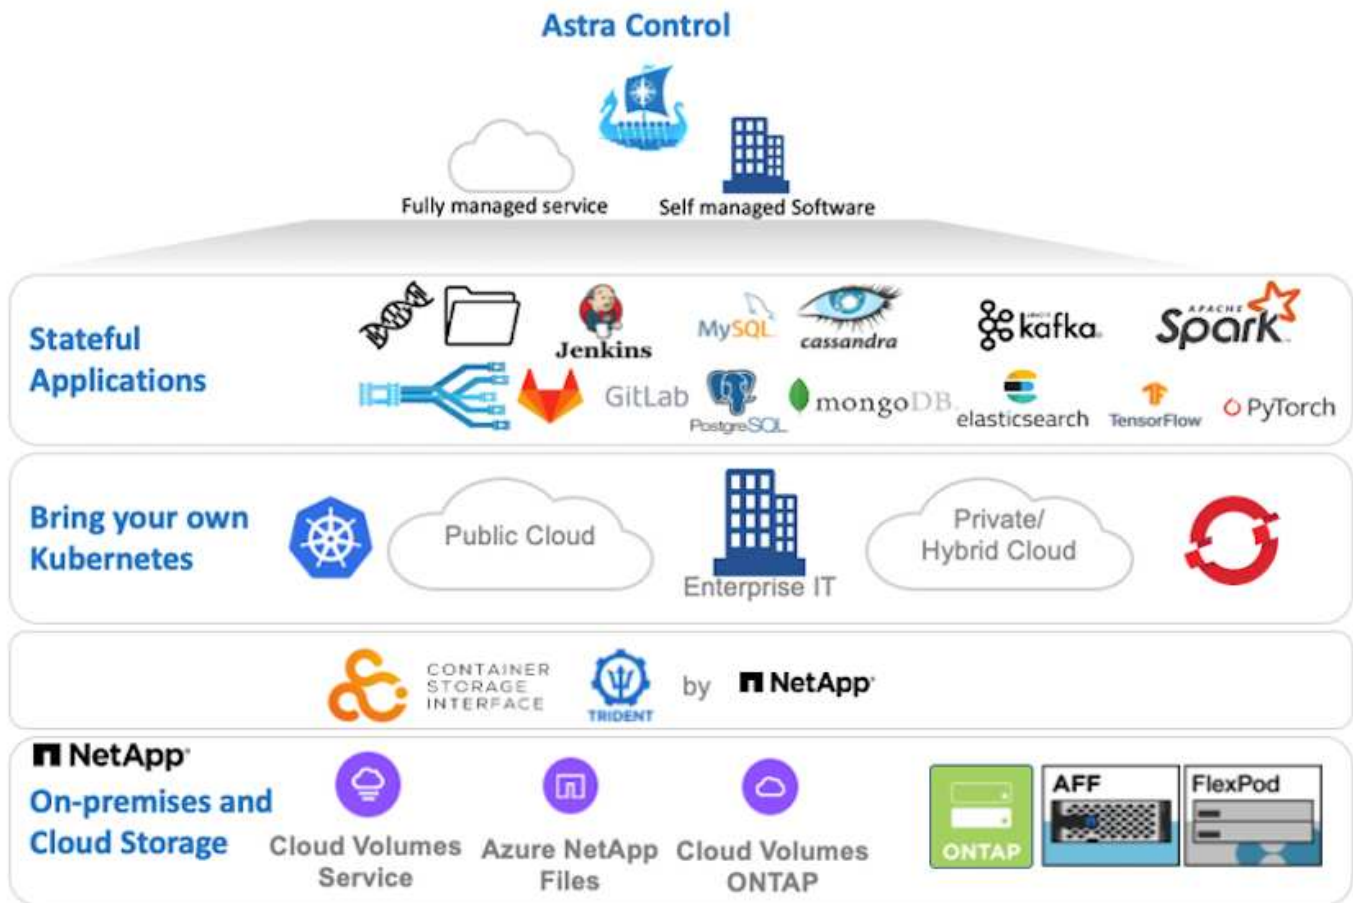 Astra Control
Fully managed service
Self managed Software
Stateful
Applications
Jenkins
MySQL
cassandra
kafka
APACHE
Spark
GitLab
PostgreSQL
mongoDB
elasticsearch
TensorFlow
PyTorch
Bring your own
Kubernetes
Public Cloud
Enterprise IT
Private/
Hybrid Cloud
CONTAINER
STORAGE
INTERFACE
TRIDENT
by
NetApp
NetApp
On-premises and
Cloud Storage
Cloud Volumes
Service
Azure NetApp
Files
Cloud Volumes
ONTAP
ONTAP
AFF
FlexPod